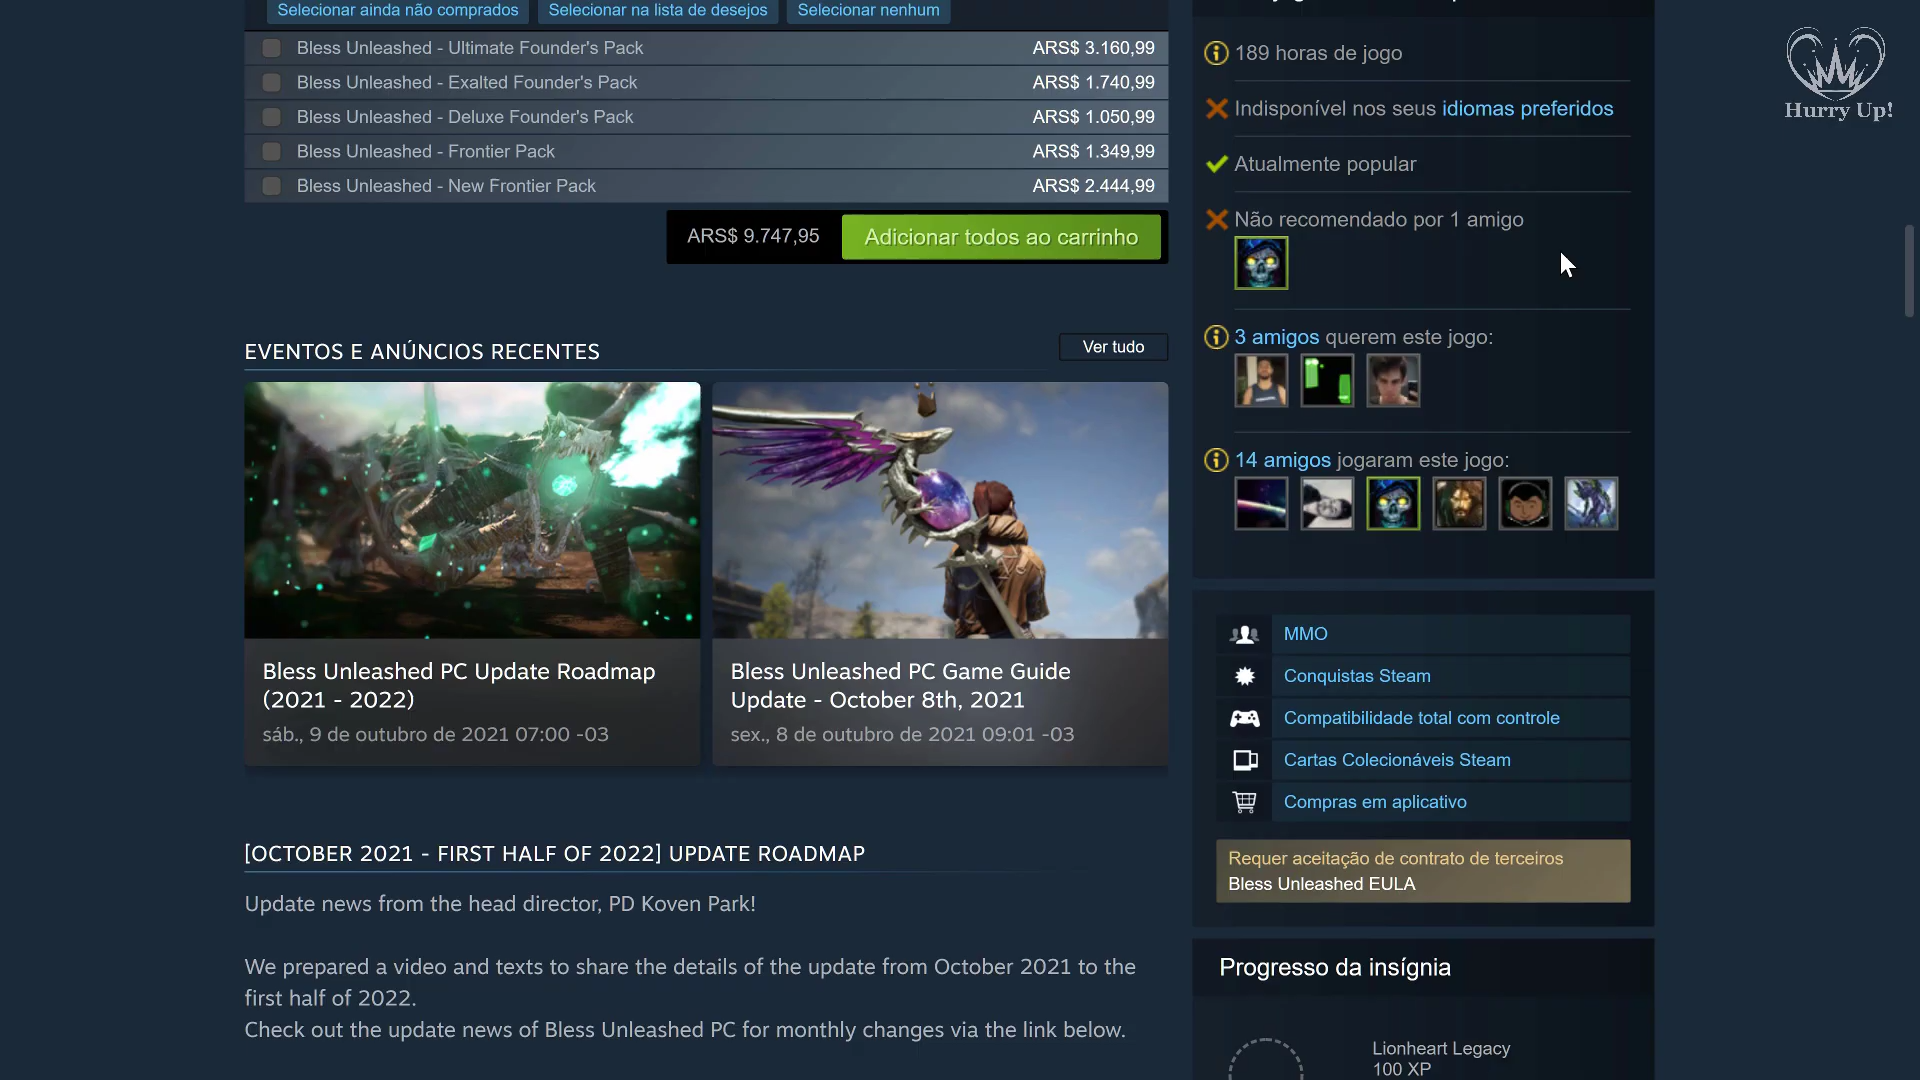 Selecionar ainda não comprados
Selecionar na lista de desejos
Selecionar nenhum
Bless Unleashed - Ultimate Founder's Pack
ARS$ 3.160,99
Bless Unleashed - Exalted Founder's Pack
ARS$ 1.740,99
Bless Unleashed - Deluxe Founder's Pack
ARS$ 1.050,99
Bless Unleashed - Frontier Pack
ARS$ 1.349,99
Bless Unleashed - New Frontier Pack
ARS$ 2.444,99
ARS$ 9.747,95
Adicionar todos ao carrinho
EVENTOS E ANÚNCIOS RECENTES
Ver tudo
Bless Unleashed PC Update Roadmap
(2021 - 2022)
sáb., 9 de outubro de 2021 07:00 -03
Bless Unleashed PC Game Guide
Update - October 8th, 2021
sex., 8 de outubro de 2021 09:01 -03
[OCTOBER 2021 - FIRST HALF OF 2022] UPDATE ROADMAP
Update news from the head director, PD Koven Park!
We prepared a video and texts to share the details of the update from October 2021 to the
first half of 2022.
Check out the update news of Bless Unleashed PC for monthly changes via the link below.
189 horas de jogo
Indisponível nos seus idiomas preferidos
Atualmente popular
Não recomendado por 1 amigo
3 amigos querem este jogo:
14 amigos jogaram este jogo:
MMO
Conquistas Steam
Compatibilidade total com controle
Cartas Colecionáveis Steam
Compras em aplicativo
Requer aceitação de contrato de terceiros
Bless Unleashed EULA
Progresso da insígnia
Lionheart Legacy
100 XP
Hurry Up!